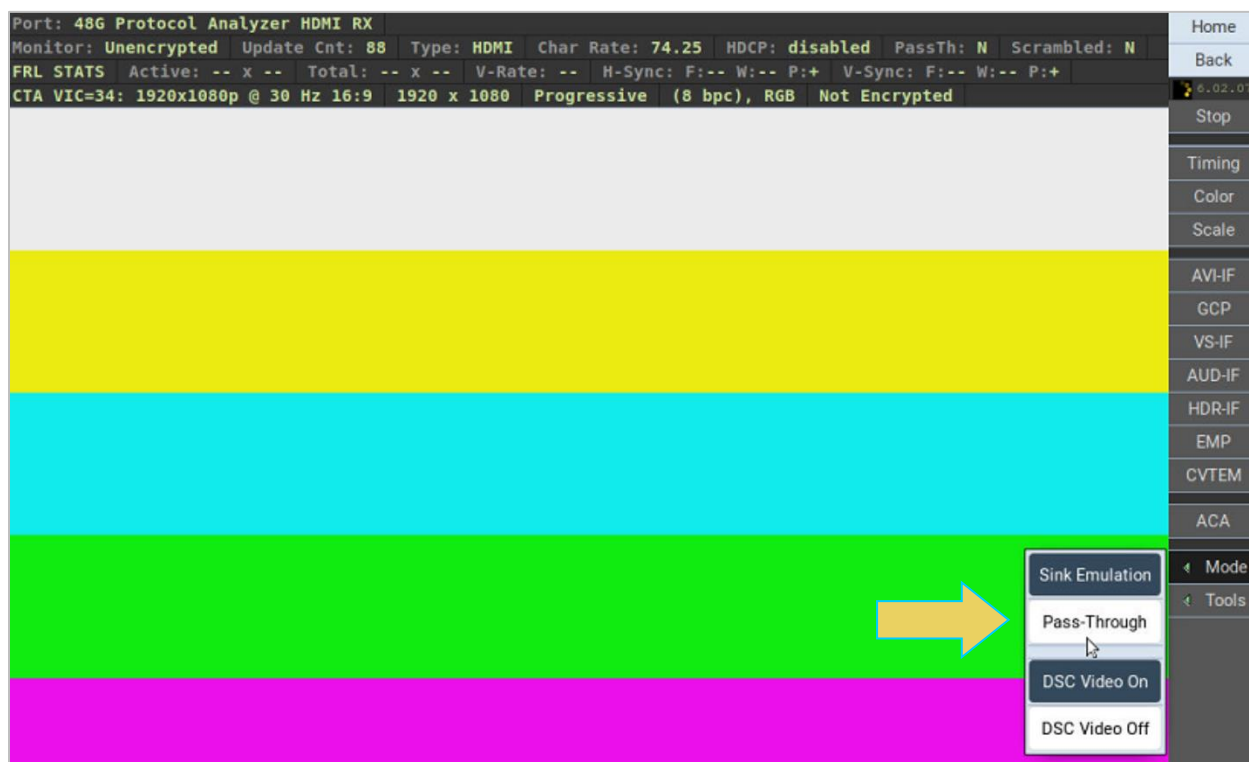 Port: 48G Protocol Analyzer HDMI RX
Monitor: Unencrypted Update Cnt: 88 Type: HDMI Char Rate: 74.25 HDCP: disabled PassTh: N Scrambled: N
FRL STATS Active: -- x -- Total: -- x -- V-Rate: -- H-Sync: F:-- W:-- P:+ V-Sync: F:-- W:-- P:+
CTA VIC=34: 1920x1080p @ 30 Hz 16:9 1920 x 1080 Progressive (8 bpc), RGB Not Encrypted
Home
Back
6.02.07
Stop
Timing
Color
Scale
AVI-IF
GCP
VS-IF
AUD-IF
HDR-IF
EMP
CVTEM
ACA
Mode
Tools
Sink Emulation
Pass-Through
DSC Video On
DSC Video Off